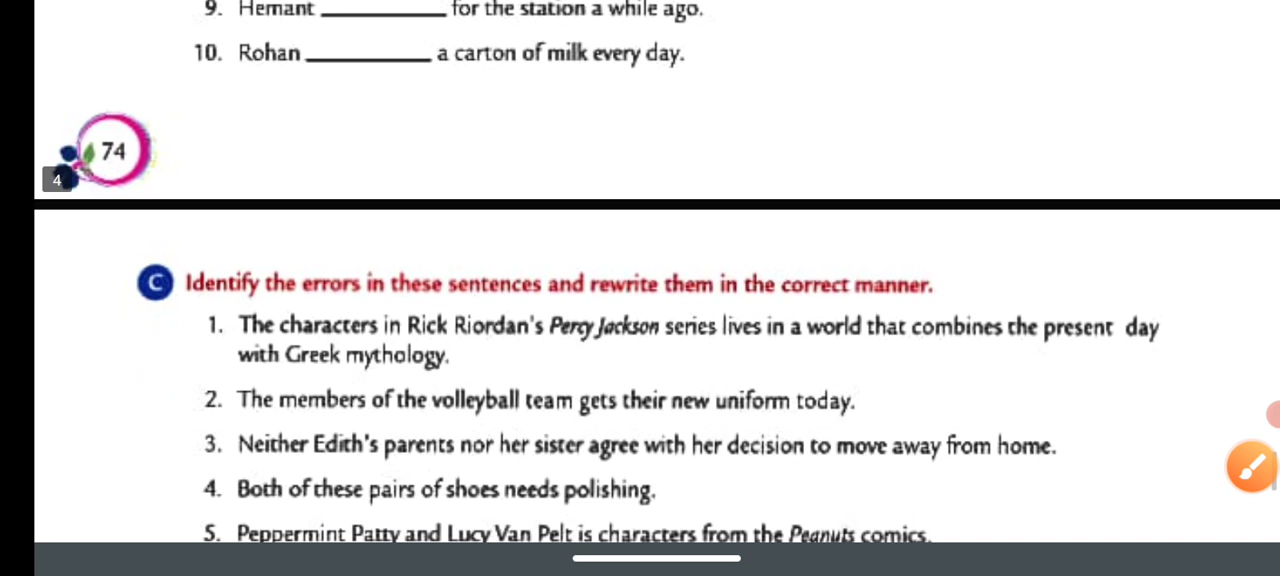 9. Hemant __________ for the station a while ago.
10. Rohan __________ a carton of milk every day.
74
4
C Identify the errors in these sentences and rewrite them in the correct manner.
1. The characters in Rick Riordan's Percy Jackson series lives in a world that combines the present day
with Greek mythology.
2. The members of the volleyball team gets their new uniform today.
3. Neither Edith's parents nor her sister agree with her decision to move away from home.
4. Both of these pairs of shoes needs polishing.
5. Peppermint Patty and Lucy Van Pelt is characters from the Peanuts comics.